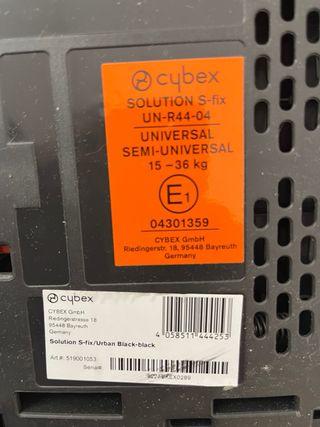 cybex
SOLUTION S-fix
UN-R44-04
UNIVERSAL
SEMI-UNIVERSAL
15 – 36 kg
E1
04301359
CYBEX GmbH
Riedingerstr. 18, 95448 Bayreuth
Germany
cybex
CYBEX GmbH
Riedingerstrasse 18
95448 Bayreuth
Germany
4 058511 444253
Solution S-fix/Urban Black-black
Art #: 519001053
Serial#